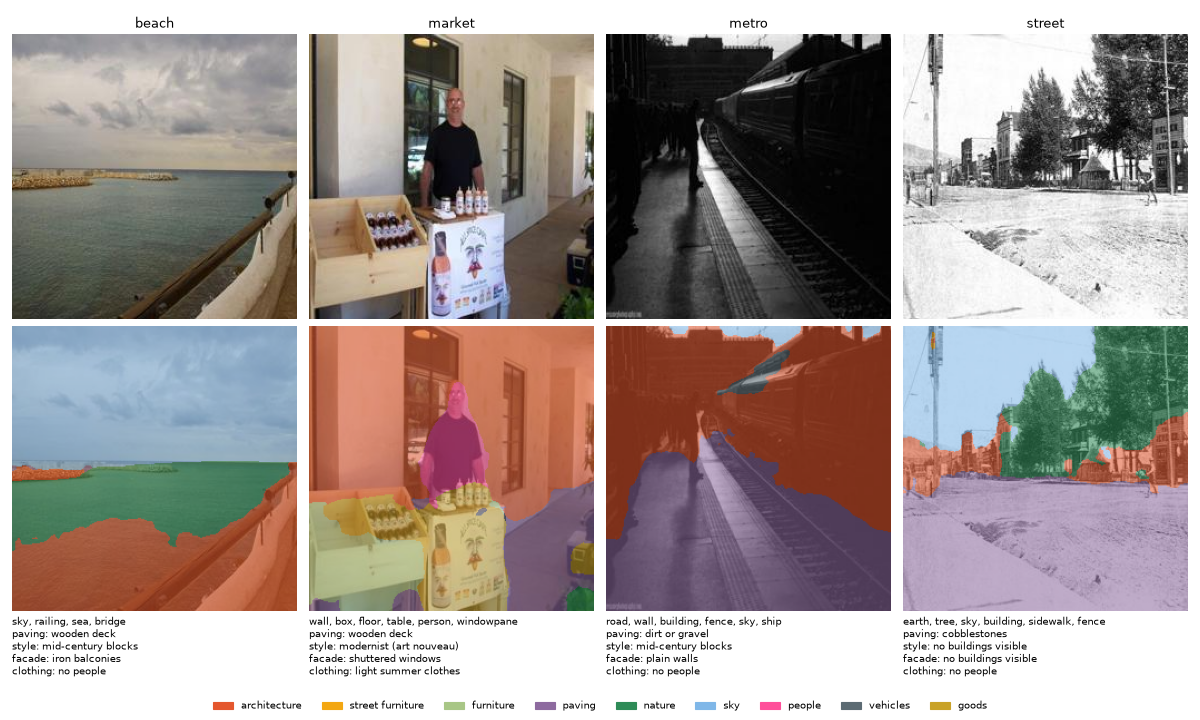 beach
market
metro
street
sky, railing, sea, bridge
paving: wooden deck
style: mid-century blocks
facade: iron balconies
clothing: no people
wall, box, floor, table, person, windowpane
paving: wooden deck
style: modernist (art nouveau)
facade: shuttered windows
clothing: light summer clothes
road, wall, building, fence, sky, ship
paving: dirt or gravel
style: mid-century blocks
facade: plain walls
clothing: no people
earth, tree, sky, building, sidewalk, fence
paving: cobblestones
style: no buildings visible
facade: no buildings visible
clothing: no people
architecture
street furniture
furniture
paving
nature
sky
people
vehicles
goods